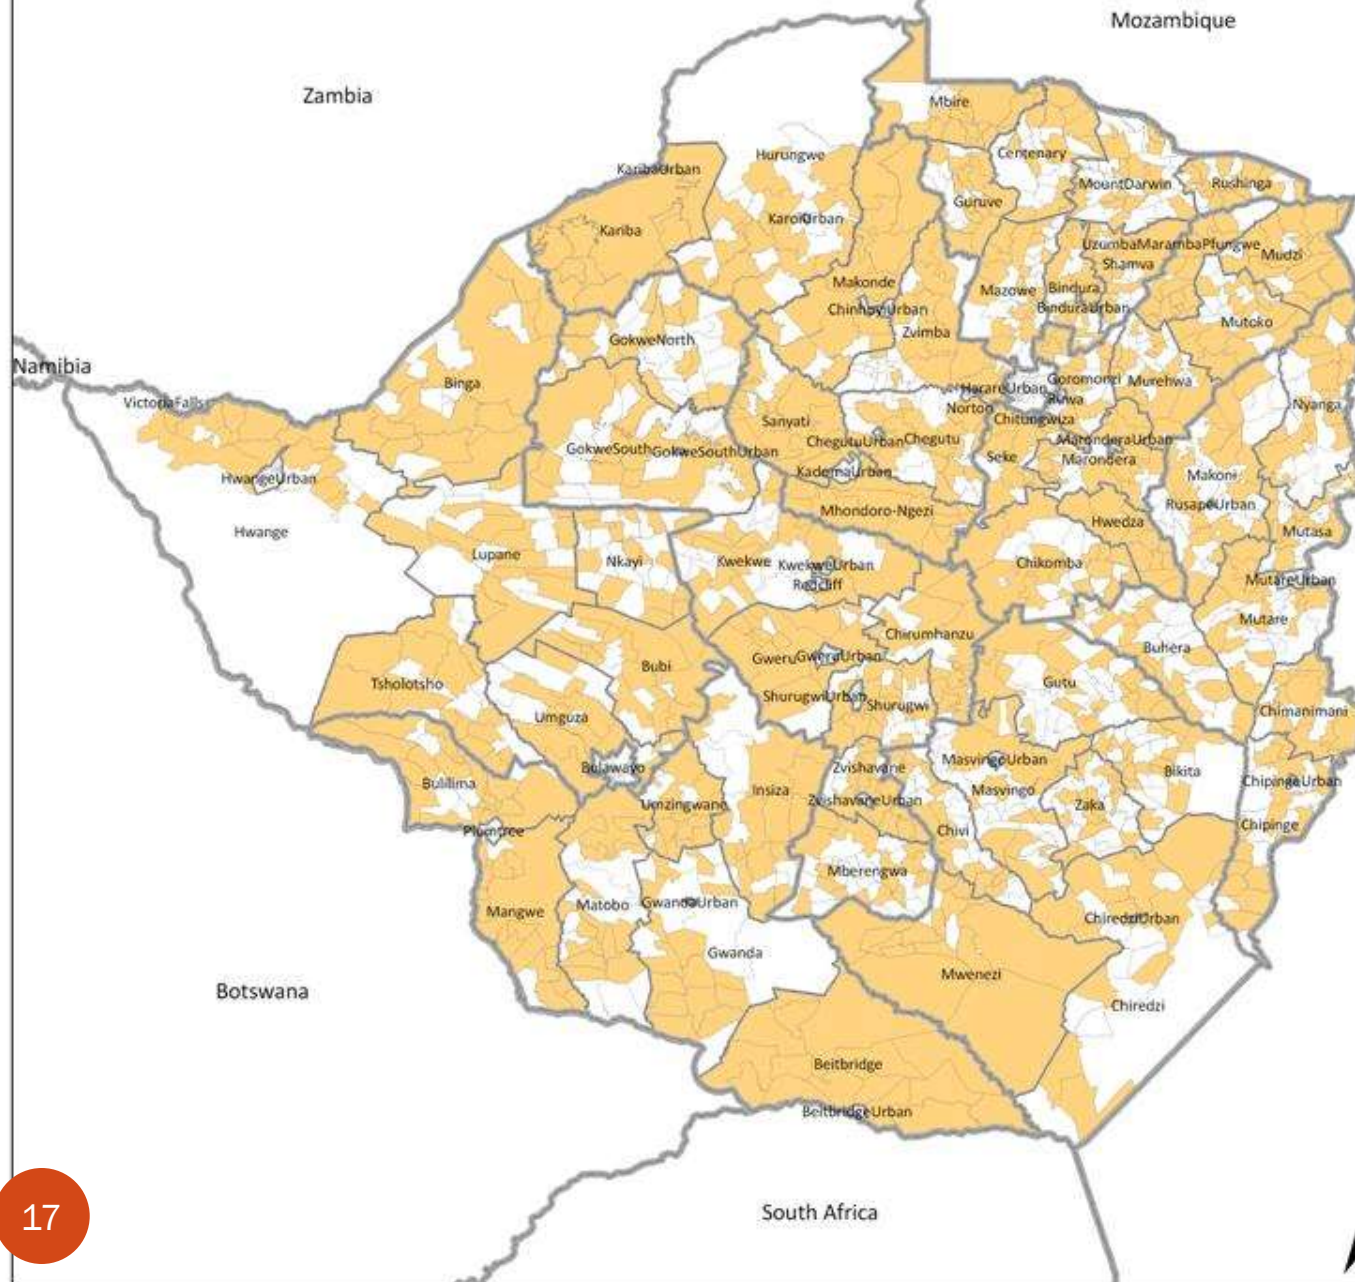 Mozambique
Zambia
Mbire
Centenary
Hurungwe
KaribaUrban
MountDarwin
Rushinga
Guruve
KaroiUrban
Kariba
UzumbaMarambaPfungwe
Mudzi
Shamva
Makonde
Mazowe
Bindura
ChinhoyiUrban
BinduraUrban
Mutoko
Zvimba
GokweNorth
Namibia
Binga
HarareUrban
Goromonzi
Murehwa
Ruwa
VictoriaFalls
Norton
Nyanga
Sanyati
Chitungwiza
ChegutuUrban
Chegutu
MaronderaUrban
GokweSouth
GokweSouthUrban
Seke
Marondera
KadomaUrban
Makoni
HwangeUrban
RusapeUrban
Mhondoro-Ngezi
Hwedza
Hwange
Mutasa
Lupane
Nkayi
Kwekwe
KwekweUrban
Chikomba
Redcliff
MutareUrban
Mutare
Chirumhanzu
Buhera
Bubi
Gweru
GweruUrban
Tsholotsho
Gutu
ShurugwiUrban
Shurugwi
Chimanimani
Umguza
MasvingoUrban
Bulawayo
Zvishavane
Bikita
Bulilima
ChipingeUrban
Insiza
Masvingo
Umzingwane
ZvishavaneUrban
Zaka
Plumtree
Chivi
Chipinge
Mberengwa
Matobo
GwandaUrban
Mangwe
ChiredziUrban
Gwanda
Mwenezi
Botswana
Chiredzi
Beitbridge
BeitbridgeUrban
South Africa
17